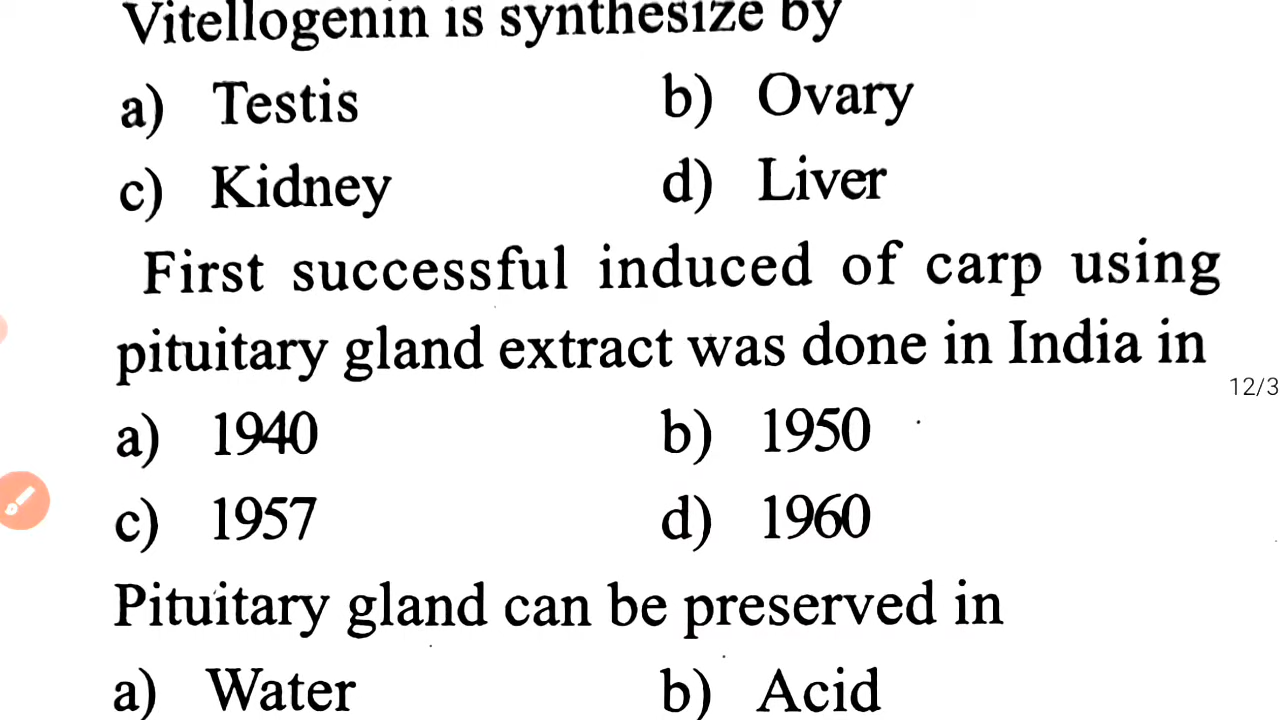 Vitellogenin is synthesize by
a) Testis b) Ovary
c) Kidney d) Liver
First successful induced of carp using
pituitary gland extract was done in India in
12/3
a) 1940 b) 1950
c) 1957 d) 1960
Pituitary gland can be preserved in
a) Water b) Acid